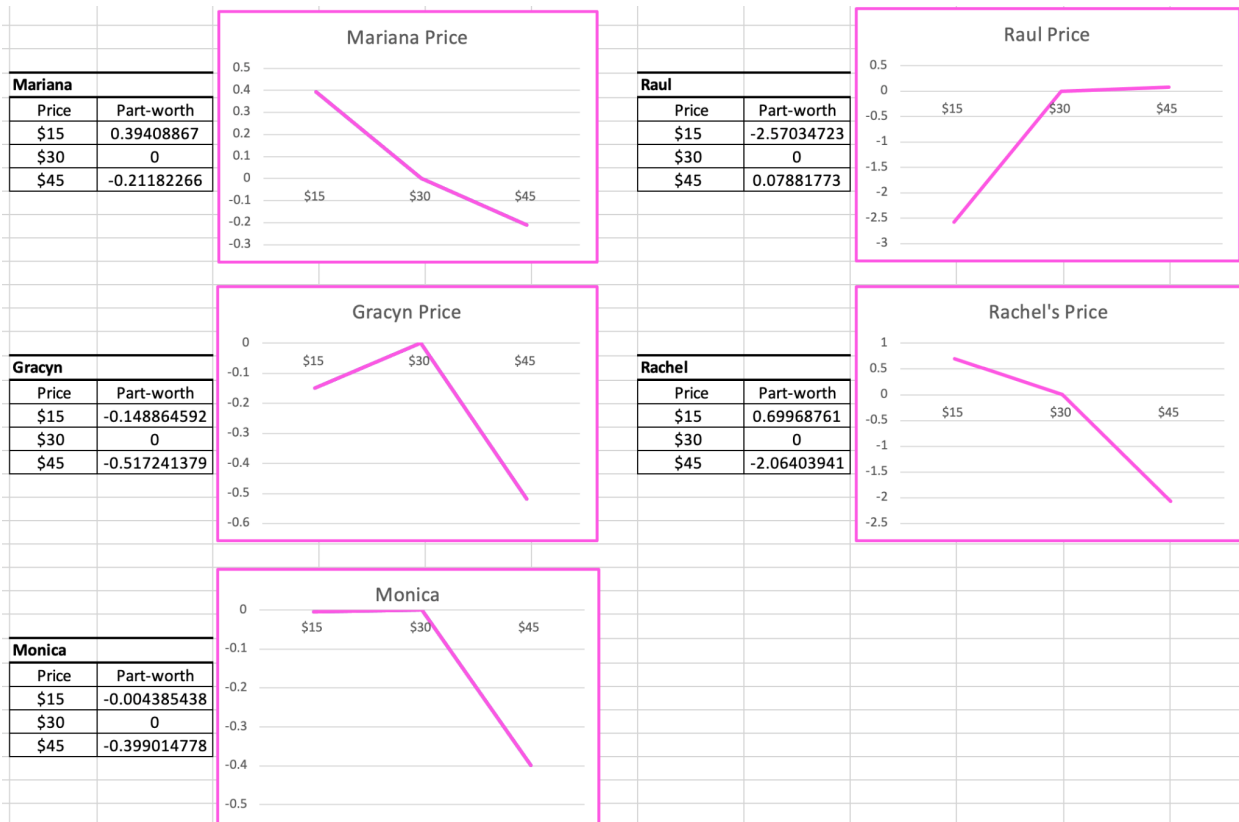 Mariana
Price Part-worth
$15 0.39408867
$30 0
$45 -0.21182266
Mariana Price
0.5
0.4
0.3
0.2
0.1
0
-0.1
-0.2
-0.3
$15 $30 $45
Raul
Price Part-worth
$15 -2.57034723
$30 0
$45 0.07881773
Raul Price
0.5
0
-0.5
-1
-1.5
-2
-2.5
-3
$15 $30 $45
Gracyn
Price Part-worth
$15 -0.148864592
$30 0
$45 -0.517241379
Gracyn Price
0
-0.1
-0.2
-0.3
-0.4
-0.5
-0.6
$15 $30 $45
Rachel
Price Part-worth
$15 0.69968761
$30 0
$45 -2.06403941
Rachel's Price
1
0.5
0
-0.5
-1
-1.5
-2
-2.5
$15 $30 $45
Monica
Price Part-worth
$15 -0.004385438
$30 0
$45 -0.399014778
Monica
0
-0.1
-0.2
-0.3
-0.4
-0.5
$15 $30 $45